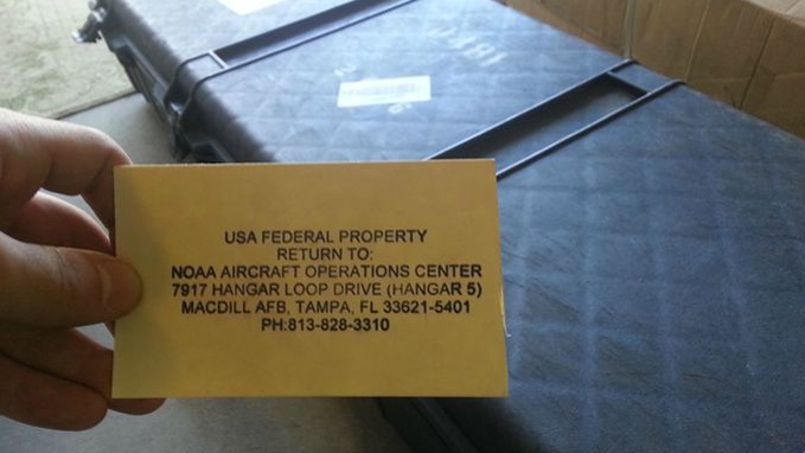 USA FEDERAL PROPERTY
RETURN TO:
NOAA AIRCRAFT OPERATIONS CENTER
7917 HANGAR LOOP DRIVE (HANGAR 5)
MACDILL AFB, TAMPA, FL 33621-5401
PH:813-828-3310